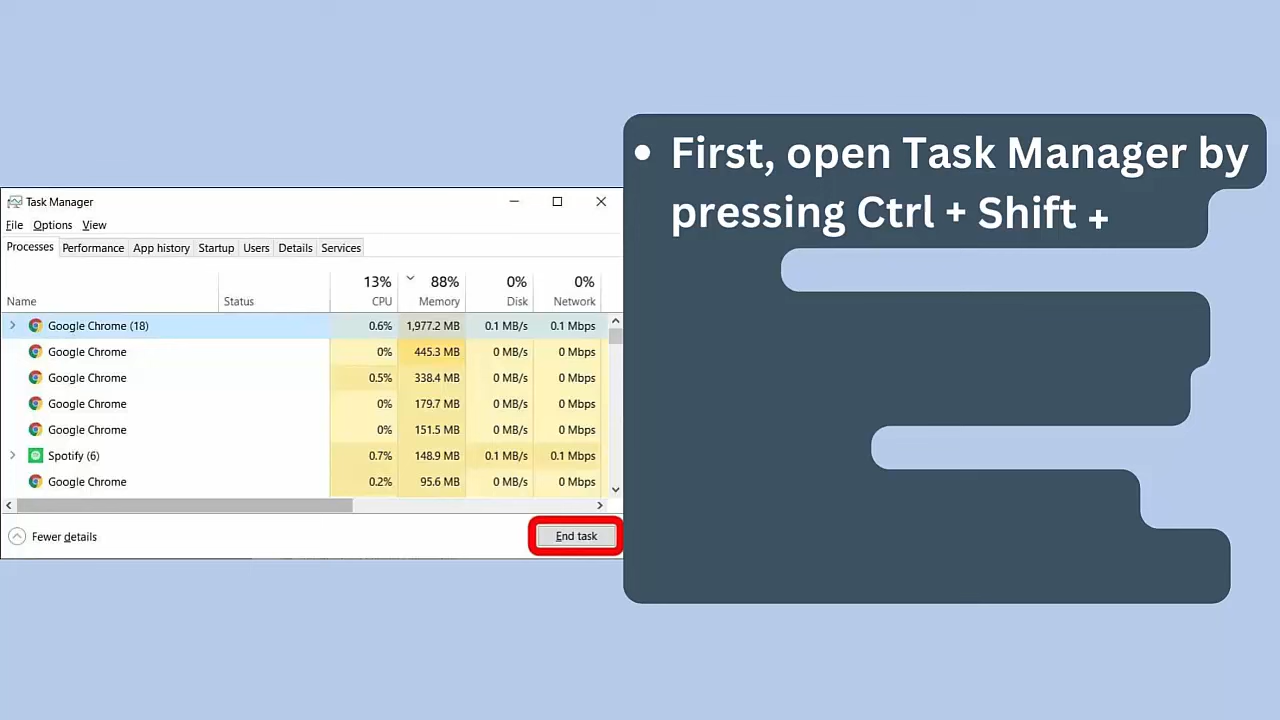 Task Manager
File Options View
Processes Performance App history Startup Users Details Services
13% 88% 0% 0%
Name Status CPU Memory Disk Network
Google Chrome (18) 0.6% 1,977.2 MB 0.1 MB/s 0.1 Mbps
Google Chrome 0% 445.3 MB 0 MB/s 0 Mbps
Google Chrome 0.5% 338.4 MB 0 MB/s 0 Mbps
Google Chrome 0% 179.7 MB 0 MB/s 0 Mbps
Google Chrome 0% 151.5 MB 0 MB/s 0 Mbps
Spotify (6) 0.7% 148.9 MB 0.1 MB/s 0.1 Mbps
Google Chrome 0.2% 95.6 MB 0 MB/s 0 Mbps
Fewer details End task
• First, open Task Manager by
pressing Ctrl + Shift +